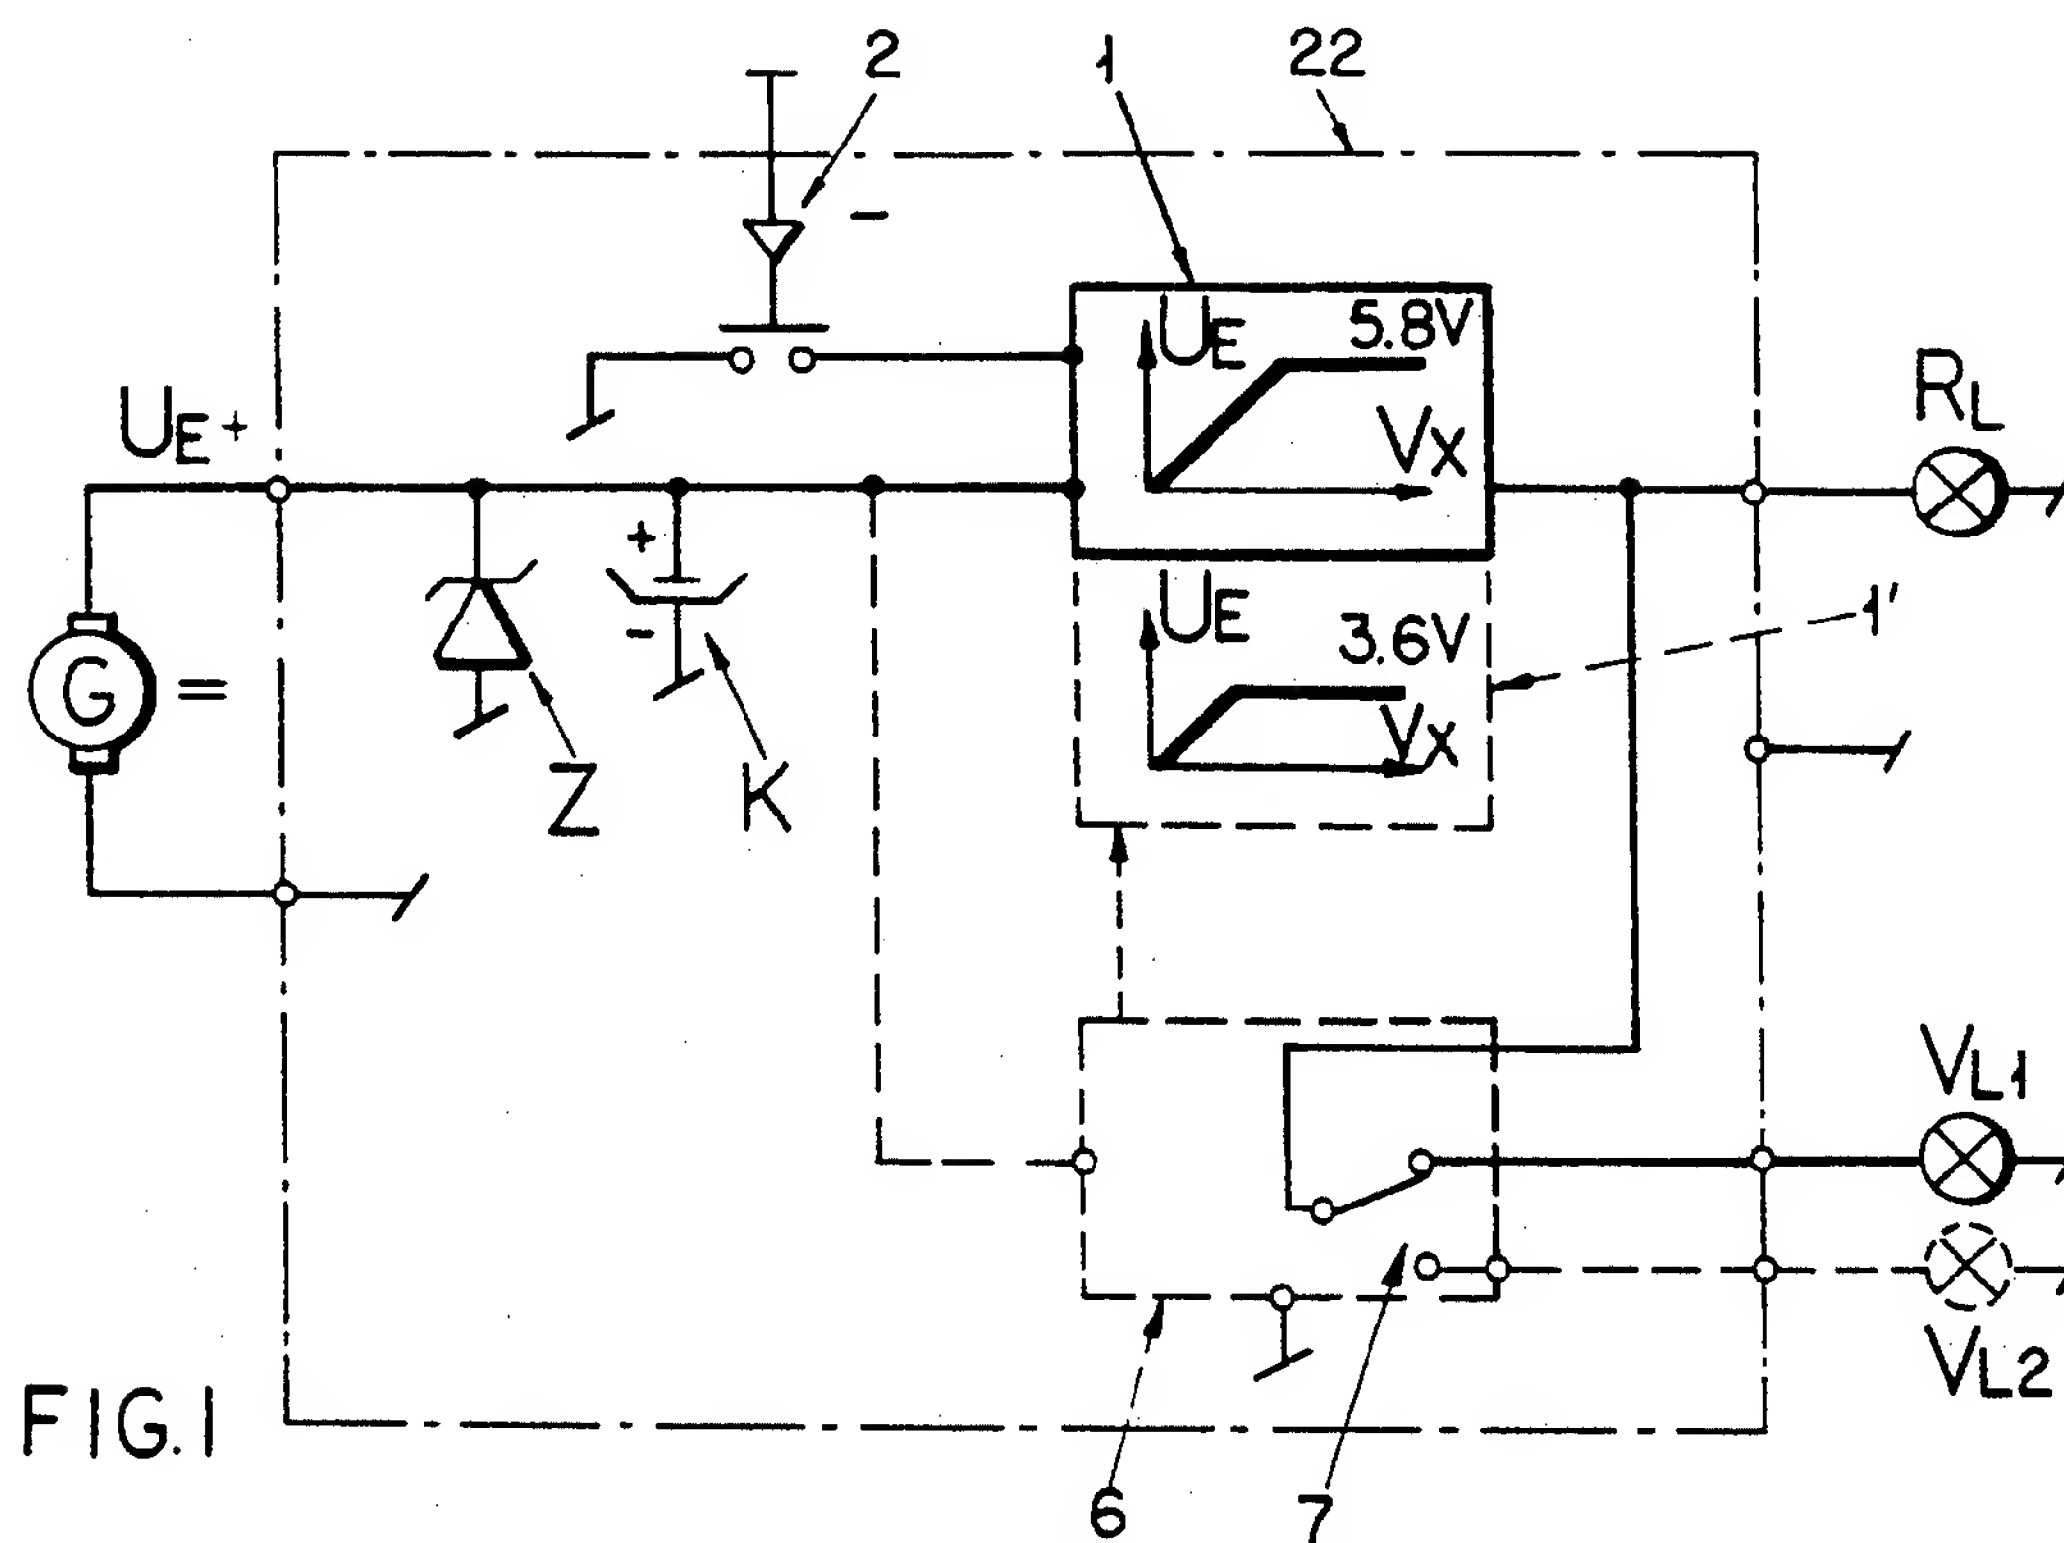 2
1
22
−
UE
5.8V
VX
UE +
RL
+
−
UE
3.6V
VX
1'
G =
Z
K
VL1
VL2
FIG.1
6
7